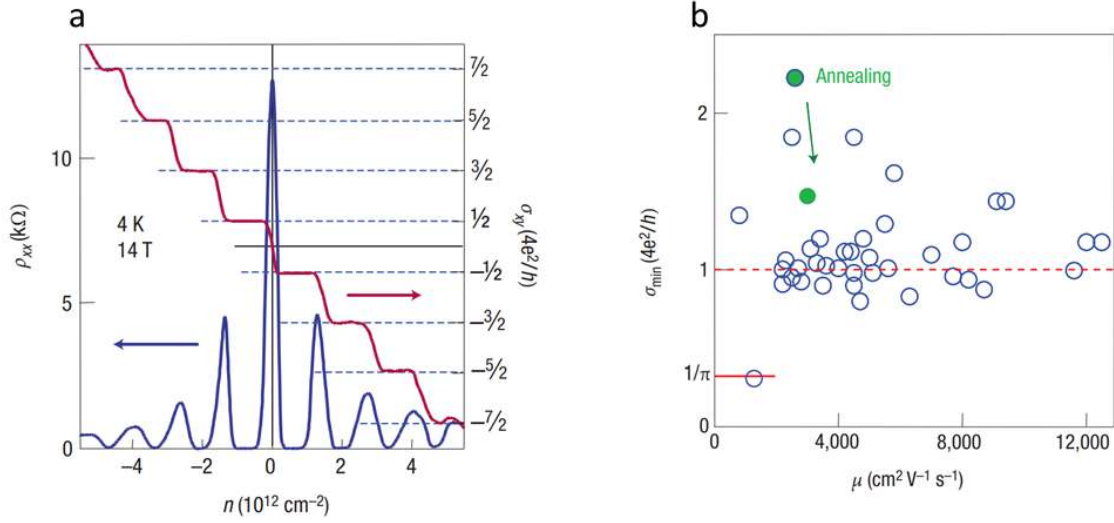 a
ρxx (kΩ)
10
5
0
4 K
14 T
7/2
5/2
3/2
1/2
−1/2
−3/2
−5/2
−7/2
σxy (4e²/h)
−4
−2
0
2
4
n (10¹² cm⁻²)
b
σmin (4e²/h)
2
1
1/π
0
Annealing
0
4,000
8,000
12,000
μ (cm² V⁻¹ s⁻¹)